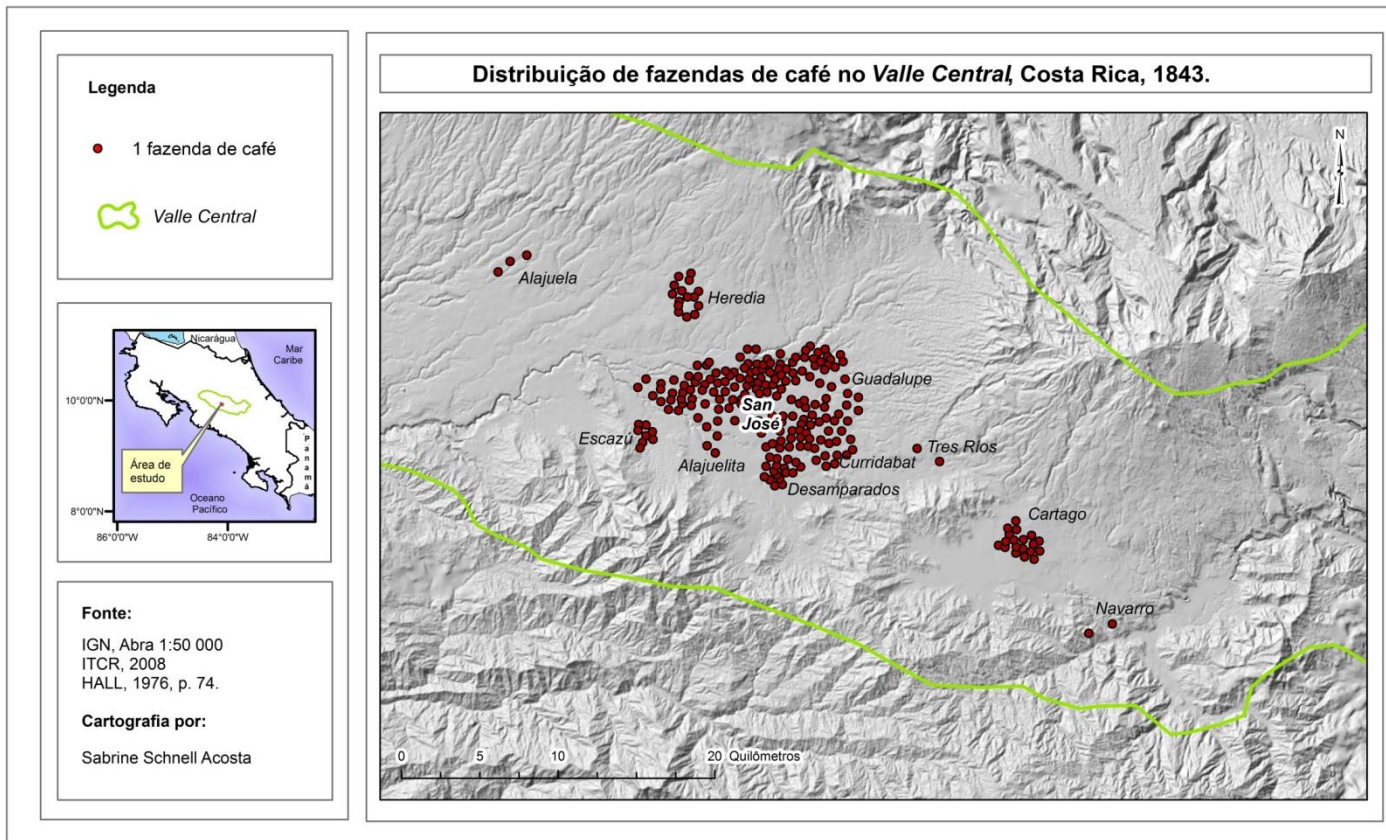 Legenda
1 fazenda de café
Valle Central
Nicarágua
Mar
Caribe
10°0'0"N
Panamá
Área de
estudo
Oceano
Pacífico
8°0'0"N
86°0'0"W
84°0'0"W
Fonte:
IGN, Abra 1:50 000
ITCR, 2008
HALL, 1976, p. 74.
Cartografia por:
Sabrine Schnell Acosta
Distribuição de fazendas de café no Valle Central, Costa Rica, 1843.
N
Alajuela
Heredia
Guadalupe
San
José
Escazú
Alajuelita
Curridabat
Tres Ríos
Desamparados
Cartago
Navarro
0 5 10 20 Quilômetros